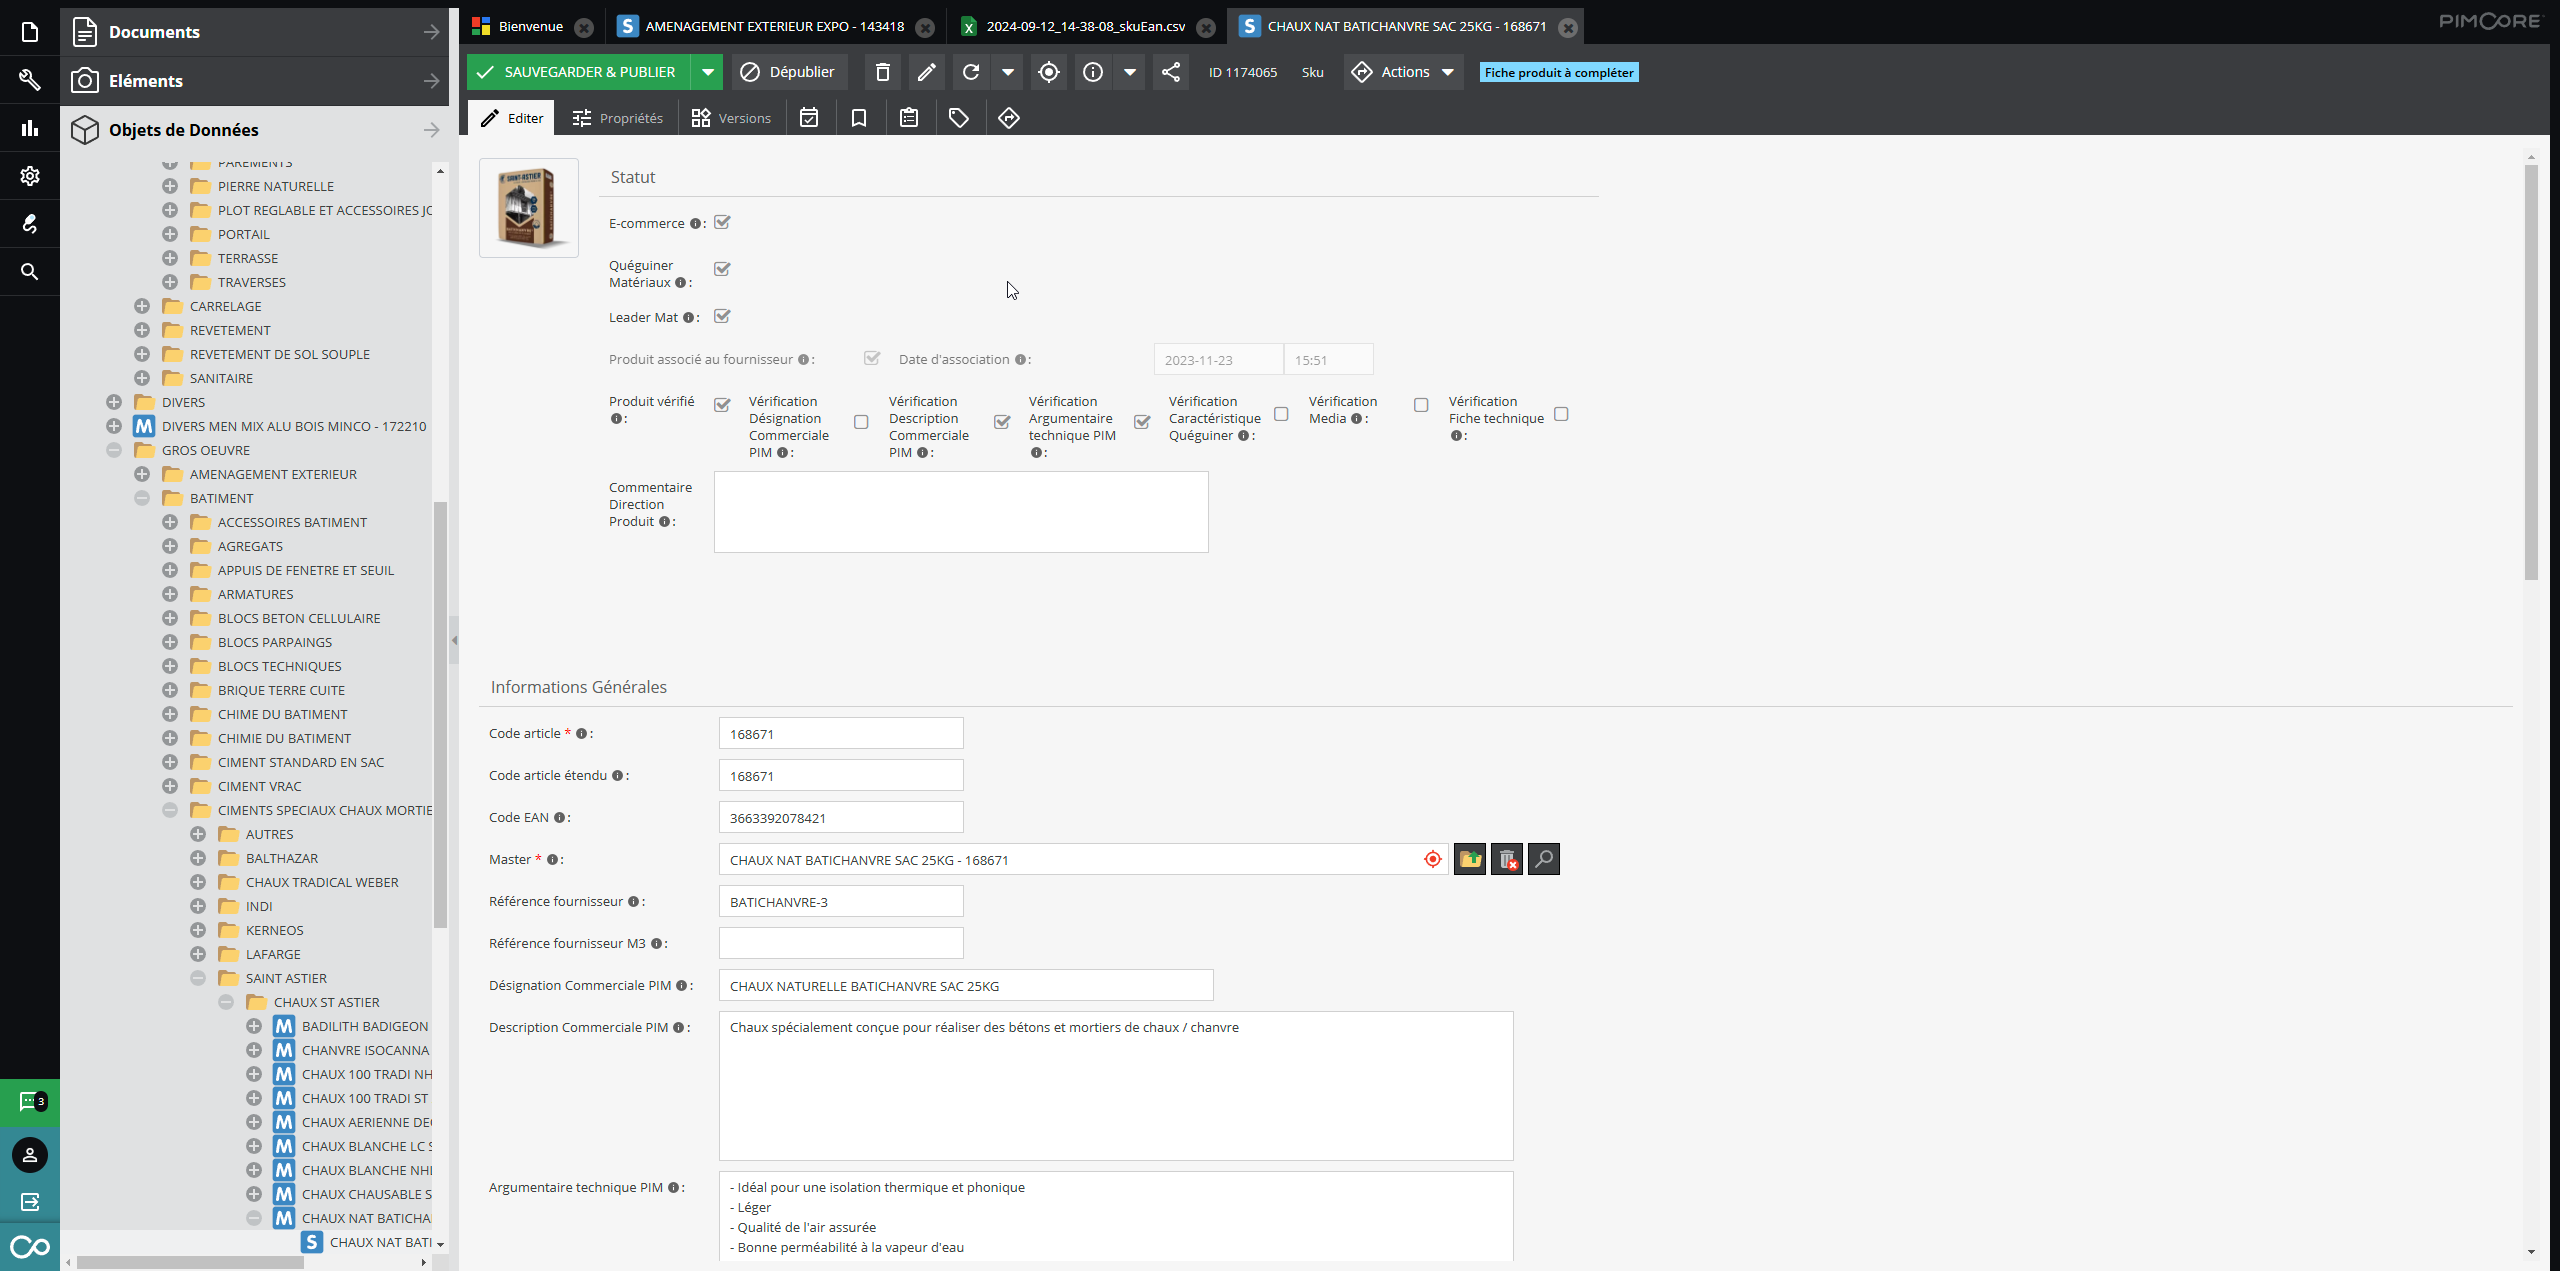 Bienvenue
AMENAGEMENT EXTERIEUR EXPO - 143418
2024-09-12_14-38-08_skuEan.csv
CHAUX NAT BATICHANVRE SAC 25KG - 168671
PIMCORE
Documents
Eléments
Objets de Données
SAUVEGARDER & PUBLIER
Dépublier
ID 1174065
Sku
Actions
Fiche produit à compléter
Editer
Propriétés
Versions
PAREMENTS
PIERRE NATURELLE
PLOT REGLABLE ET ACCESSOIRES JO
PORTAIL
TERRASSE
TRAVERSES
CARRELAGE
REVETEMENT
REVETEMENT DE SOL SOUPLE
SANITAIRE
DIVERS
M DIVERS MEN MIX ALU BOIS MINCO - 172210
GROS OEUVRE
AMENAGEMENT EXTERIEUR
BATIMENT
ACCESSOIRES BATIMENT
AGREGATS
APPUIS DE FENETRE ET SEUIL
ARMATURES
BLOCS BETON CELLULAIRE
BLOCS PARPAINGS
BLOCS TECHNIQUES
BRIQUE TERRE CUITE
CHIME DU BATIMENT
CHIMIE DU BATIMENT
CIMENT STANDARD EN SAC
CIMENT VRAC
CIMENTS SPECIAUX CHAUX MORTIE
AUTRES
BALTHAZAR
CHAUX TRADICAL WEBER
INDI
KERNEOS
LAFARGE
SAINT ASTIER
CHAUX ST ASTIER
M BADILITH BADIGEON
M CHANVRE ISOCANNA
M CHAUX 100 TRADI NH
M CHAUX 100 TRADI ST
M CHAUX AERIENNE DE
M CHAUX BLANCHE LC S
M CHAUX BLANCHE NH
M CHAUX CHAUSABLE S
M CHAUX NAT BATICHA
S CHAUX NAT BATI
3
SAINT-ASTIER
Statut
E-commerce :
Quéguiner
Matériaux :
Leader Mat :
Produit associé au fournisseur :
Date d'association :
2023-11-23
15:51
Produit vérifié
:
Vérification
Désignation
Commerciale
PIM :
Vérification
Description
Commerciale
PIM :
Vérification
Argumentaire
technique PIM
:
Vérification
Caractéristique
Quéguiner :
Vérification
Media :
Vérification
Fiche technique
:
Commentaire
Direction
Produit :
Informations Générales
Code article * :
168671
Code article étendu :
168671
Code EAN :
3663392078421
Master * :
CHAUX NAT BATICHANVRE SAC 25KG - 168671
Référence fournisseur :
BATICHANVRE-3
Référence fournisseur M3 :
Désignation Commerciale PIM :
CHAUX NATURELLE BATICHANVRE SAC 25KG
Description Commerciale PIM :
Chaux spécialement conçue pour réaliser des bétons et mortiers de chaux / chanvre
Argumentaire technique PIM :
- Idéal pour une isolation thermique et phonique
- Léger
- Qualité de l'air assurée
- Bonne perméabilité à la vapeur d'eau